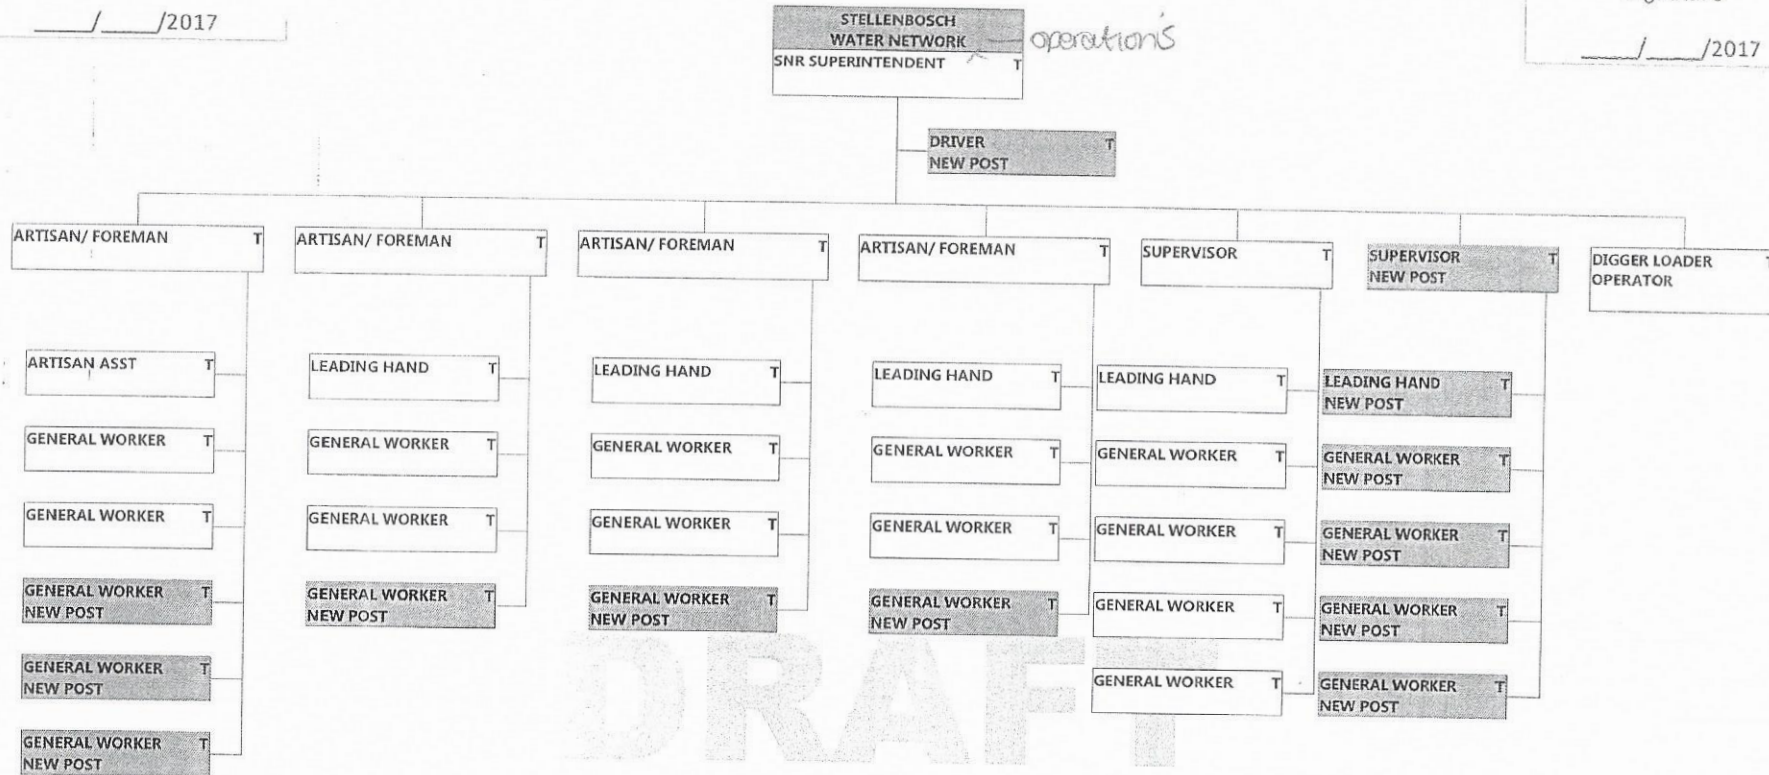 ____/____/2017
____/____/2017
STELLENBOSCH
WATER NETWORK
operation's
SNR SUPERINTENDENT T
DRIVER T
NEW POST
ARTISAN/ FOREMAN T
ARTISAN ASST T
GENERAL WORKER T
GENERAL WORKER T
GENERAL WORKER T
NEW POST
GENERAL WORKER T
NEW POST
GENERAL WORKER T
NEW POST
ARTISAN/ FOREMAN T
LEADING HAND T
GENERAL WORKER T
GENERAL WORKER T
GENERAL WORKER T
NEW POST
ARTISAN/ FOREMAN T
LEADING HAND T
GENERAL WORKER T
GENERAL WORKER T
GENERAL WORKER T
NEW POST
ARTISAN/ FOREMAN T
LEADING HAND T
GENERAL WORKER T
GENERAL WORKER T
GENERAL WORKER T
NEW POST
SUPERVISOR T
LEADING HAND T
GENERAL WORKER T
GENERAL WORKER T
GENERAL WORKER T
GENERAL WORKER T
SUPERVISOR T
NEW POST
LEADING HAND T
NEW POST
GENERAL WORKER T
NEW POST
GENERAL WORKER T
NEW POST
GENERAL WORKER T
NEW POST
GENERAL WORKER T
NEW POST
DIGGER LOADER T
OPERATOR
DRAFT